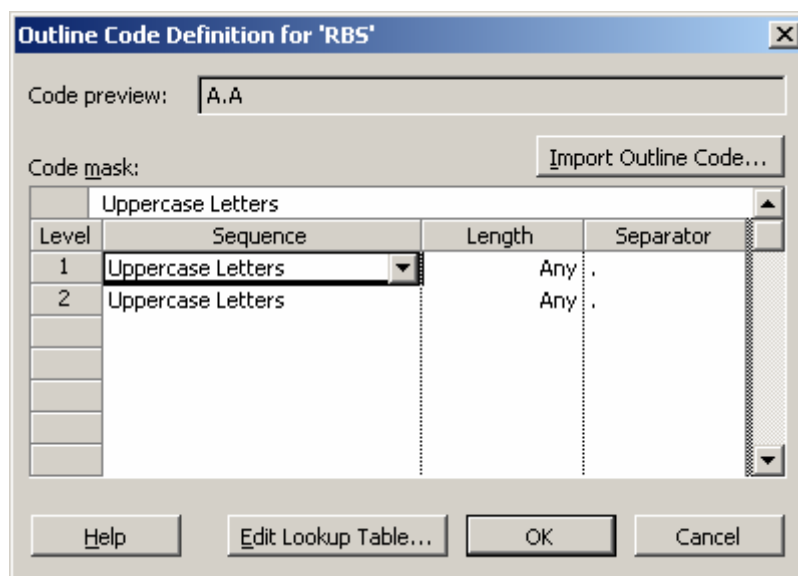 Outline Code Definition for 'RBS'
Code preview: A.A
Import Outline Code...
Code mask:
Uppercase Letters
Level Sequence Length Separator
1 Uppercase Letters Any .
2 Uppercase Letters Any .
Help Edit Lookup Table... OK Cancel